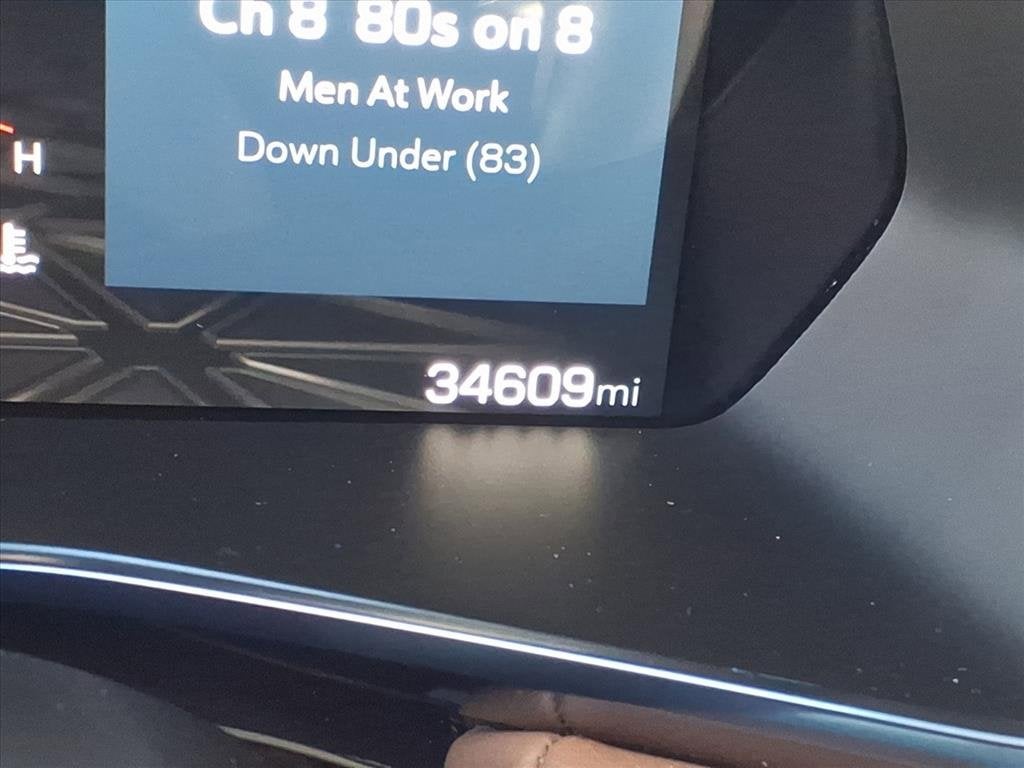 Ch 8 80s on 8
Men At Work
Down Under (83)
H
34609mi